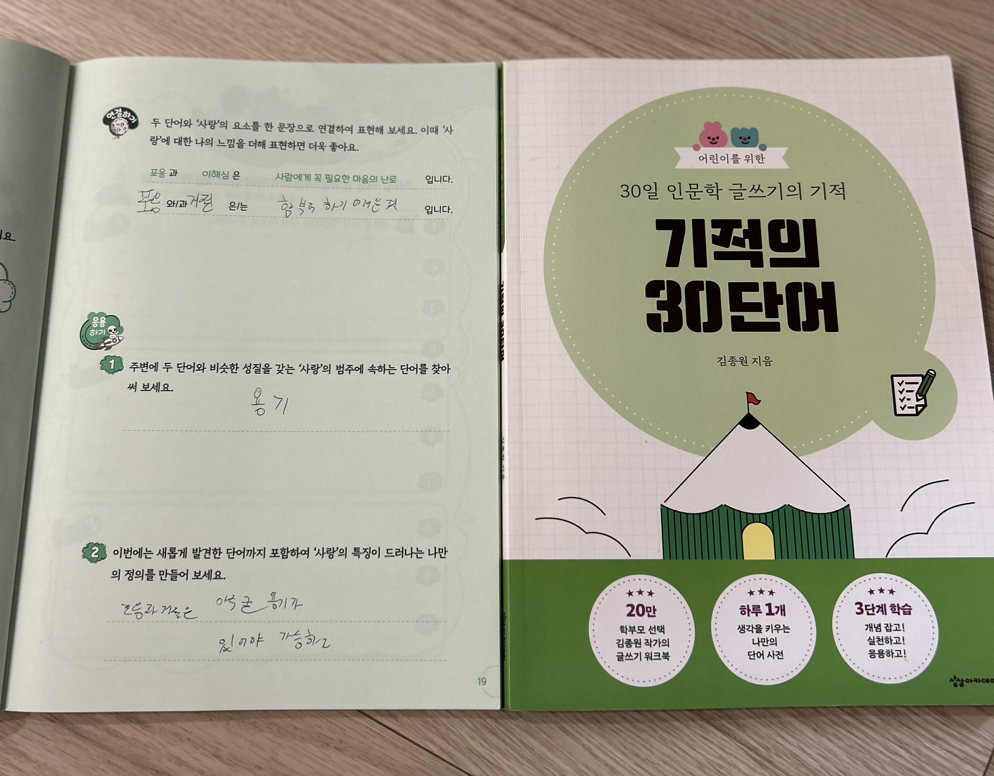 요.
연결하기
두 단어와 '사랑'의 요소를 한 문장으로 연결하여 표현해 보세요. 이때 '사
랑'에 대한 나의 느낌을 더해 표현하면 더욱 좋아요.
포옹 과 이해심 은 사람에게 꼭 필요한 마음의 난로 입니다.
포옹 와/과 거절 은/는 함부로 하기 입니다.
응용
하기
1 주변에 두 단어와 비슷한 성질을 갖는 '사랑'의 범주에 속하는 단어를 찾아
써 보세요.
용기
2 이번에는 새롭게 발견한 단어까지 포함하여 '사랑'의 특징이 드러나는 나만
의 정의를 만들어 보세요.
포옹과 거절은 용기가
있어야 가능하고
19
어린이를 위한
30일 인문학 글쓰기의 기적
기적의
30단어
김종원 지음
20만
학부모 선택
김종원 작가의
글쓰기 워크북
하루 1개
생각을 키우는
나만의
단어 사전
3단계 학습
개념 잡고!
실천하고!
응용하고!
상상아카데미